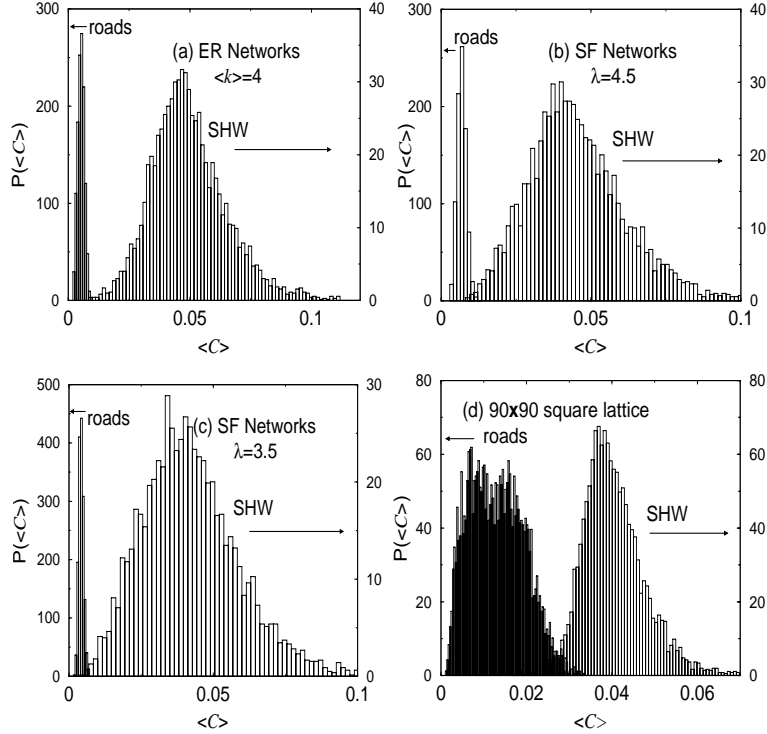 300 40 300 40
roads (a) ER Networks roads (b) SF Networks
<k>=4 λ=4.5
200 30 200 30
SHW SHW
P(<C>) 20 P(<C>) 20
100 100
10 10
0 0 0 0
0 0.05 0.1 0 0.05 0.1
<C> <C>
500 30 80 80
roads (c) SF Networks (d) 90x90 square lattice
λ=3.5 roads
400 60 60
20
300 SHW SHW
P(<C>) P(<C>) 40 40
200 10
20 20
100
0 0 0 0
0 0.05 0.1 0 0.02 0.04 0.06
<C> <C>